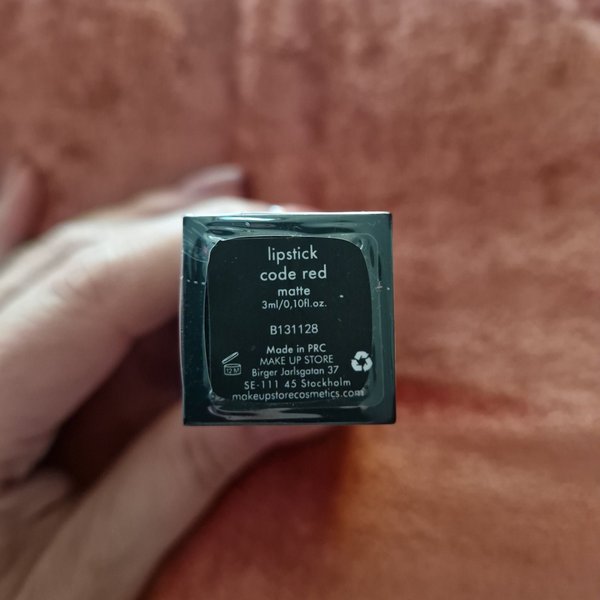 lipstick
code red
matte
3ml/0,10fl.oz.
B131128
Made in PRC
MAKE UP STORE
Birger Jarlsgatan 37
SE-111 45 Stockholm
makeupstorecosmetics.com